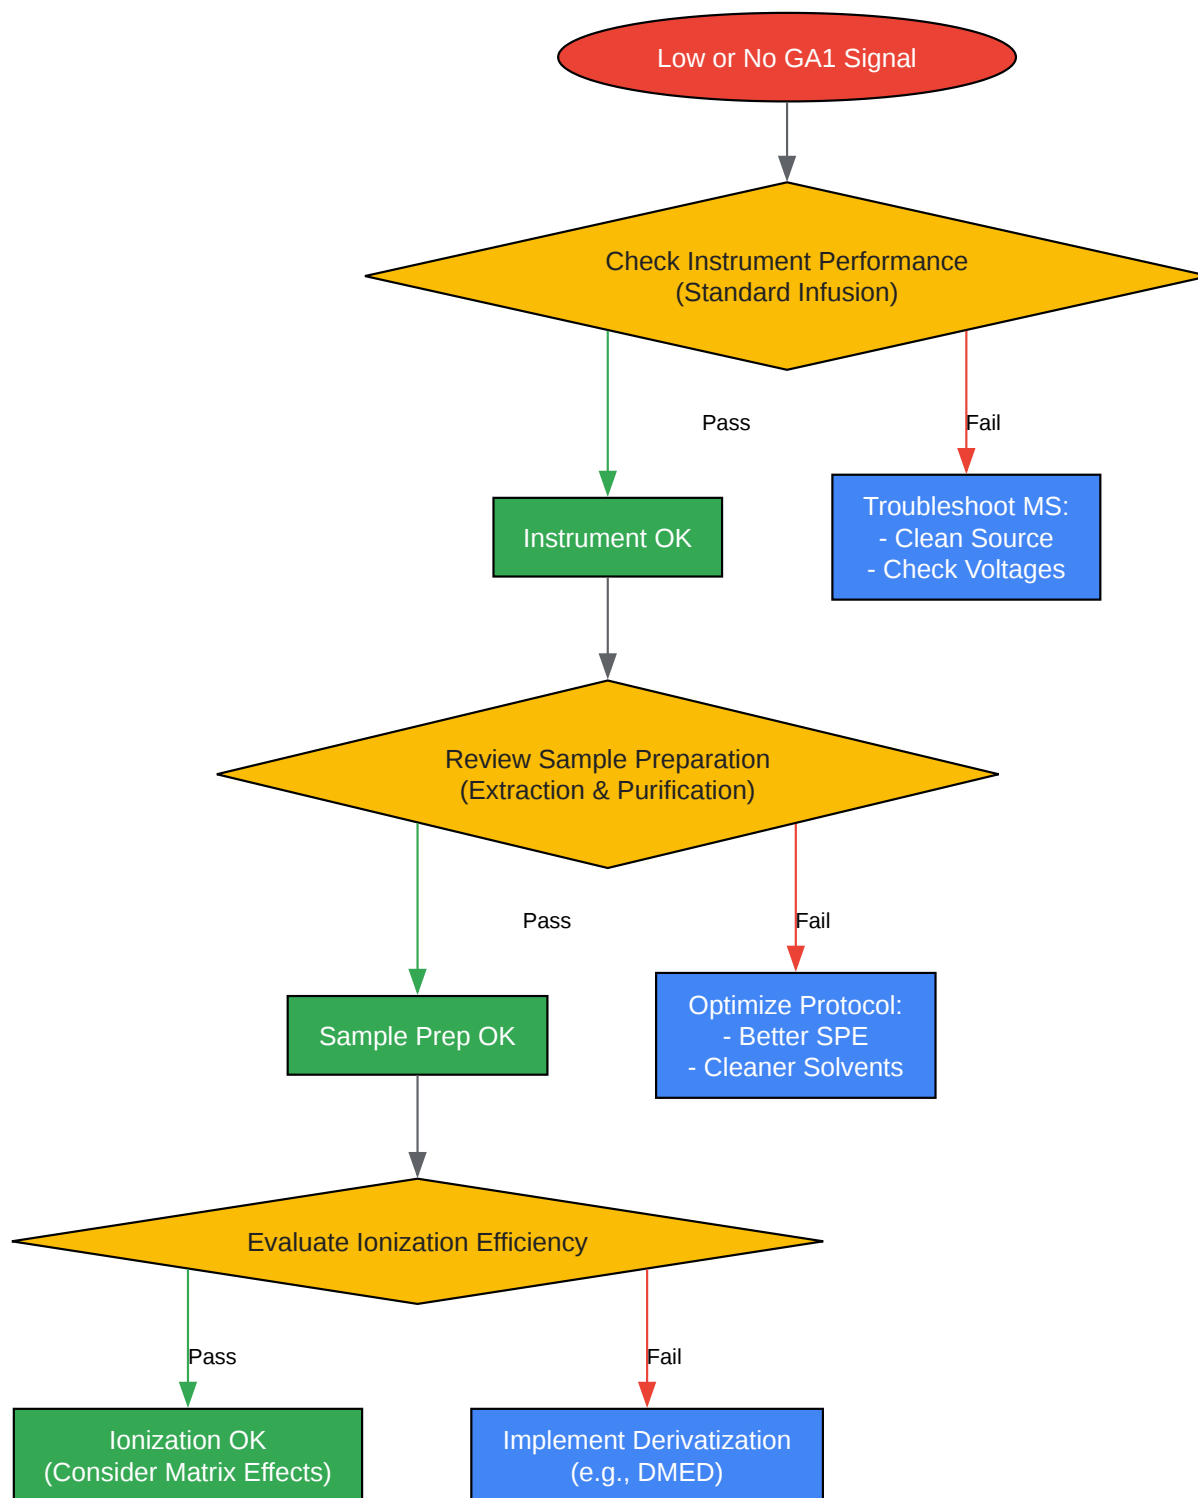 Low or No GA1 Signal
Check Instrument Performance
(Standard Infusion)
Pass
Fail
Instrument OK
Troubleshoot MS:
- Clean Source
- Check Voltages
Review Sample Preparation
(Extraction & Purification)
Pass
Fail
Sample Prep OK
Optimize Protocol:
- Better SPE
- Cleaner Solvents
Evaluate Ionization Efficiency
Pass
Fail
Ionization OK
(Consider Matrix Effects)
Implement Derivatization
(e.g., DMED)